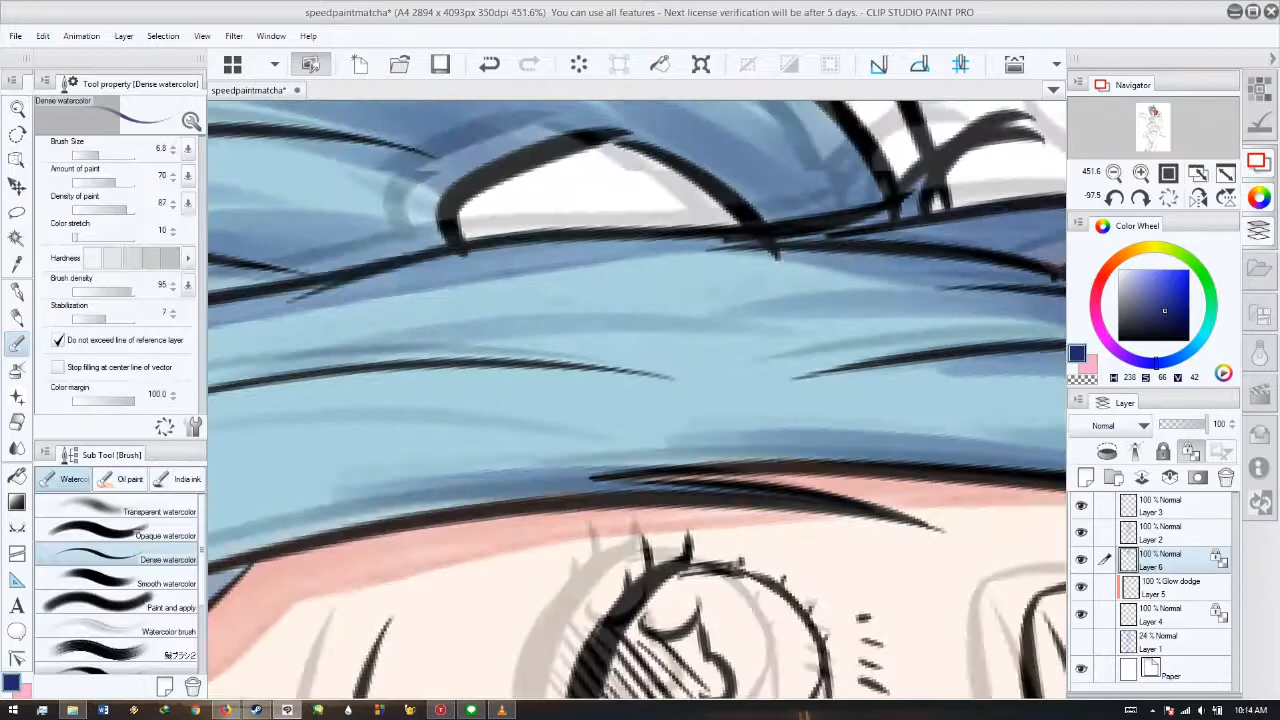 speedpaintmatcha* (A4 2894 x 4093px 350dpi 451.6%) You can use all features - Next license verification will be after 5 days. - CLIP STUDIO PAINT PRO
File Edit Animation Layer Selection View Filter Window Help
Tool property [Dense watercolor]
speedpaintmatcha*
Navigator
Dense watercolor
Brush Size 5.8
Amount of paint 70
Density of paint 87
Color stretch 10
Hardness
Brush density 95
Stabilization 7
Do not exceed line of reference layer
Stop filling at center line of vector
Color margin 100.0
451.6
-97.5
Color Wheel
H 238 S 66 V 42
Layer
Normal 100
Sub Tool [Brush]
Waterco Oil paint India ink
Transparent watercolor
Opaque watercolor
Dense watercolor
Smooth watercolor
Paint and apply
Watercolor brush
100 % Normal
Layer 3
100 % Normal
Layer 2
100 % Normal
Layer 6
100 % Glow dodge
Layer 5
100 % Normal
Layer 4
24 % Normal
Layer 1
Paper
10:14 AM